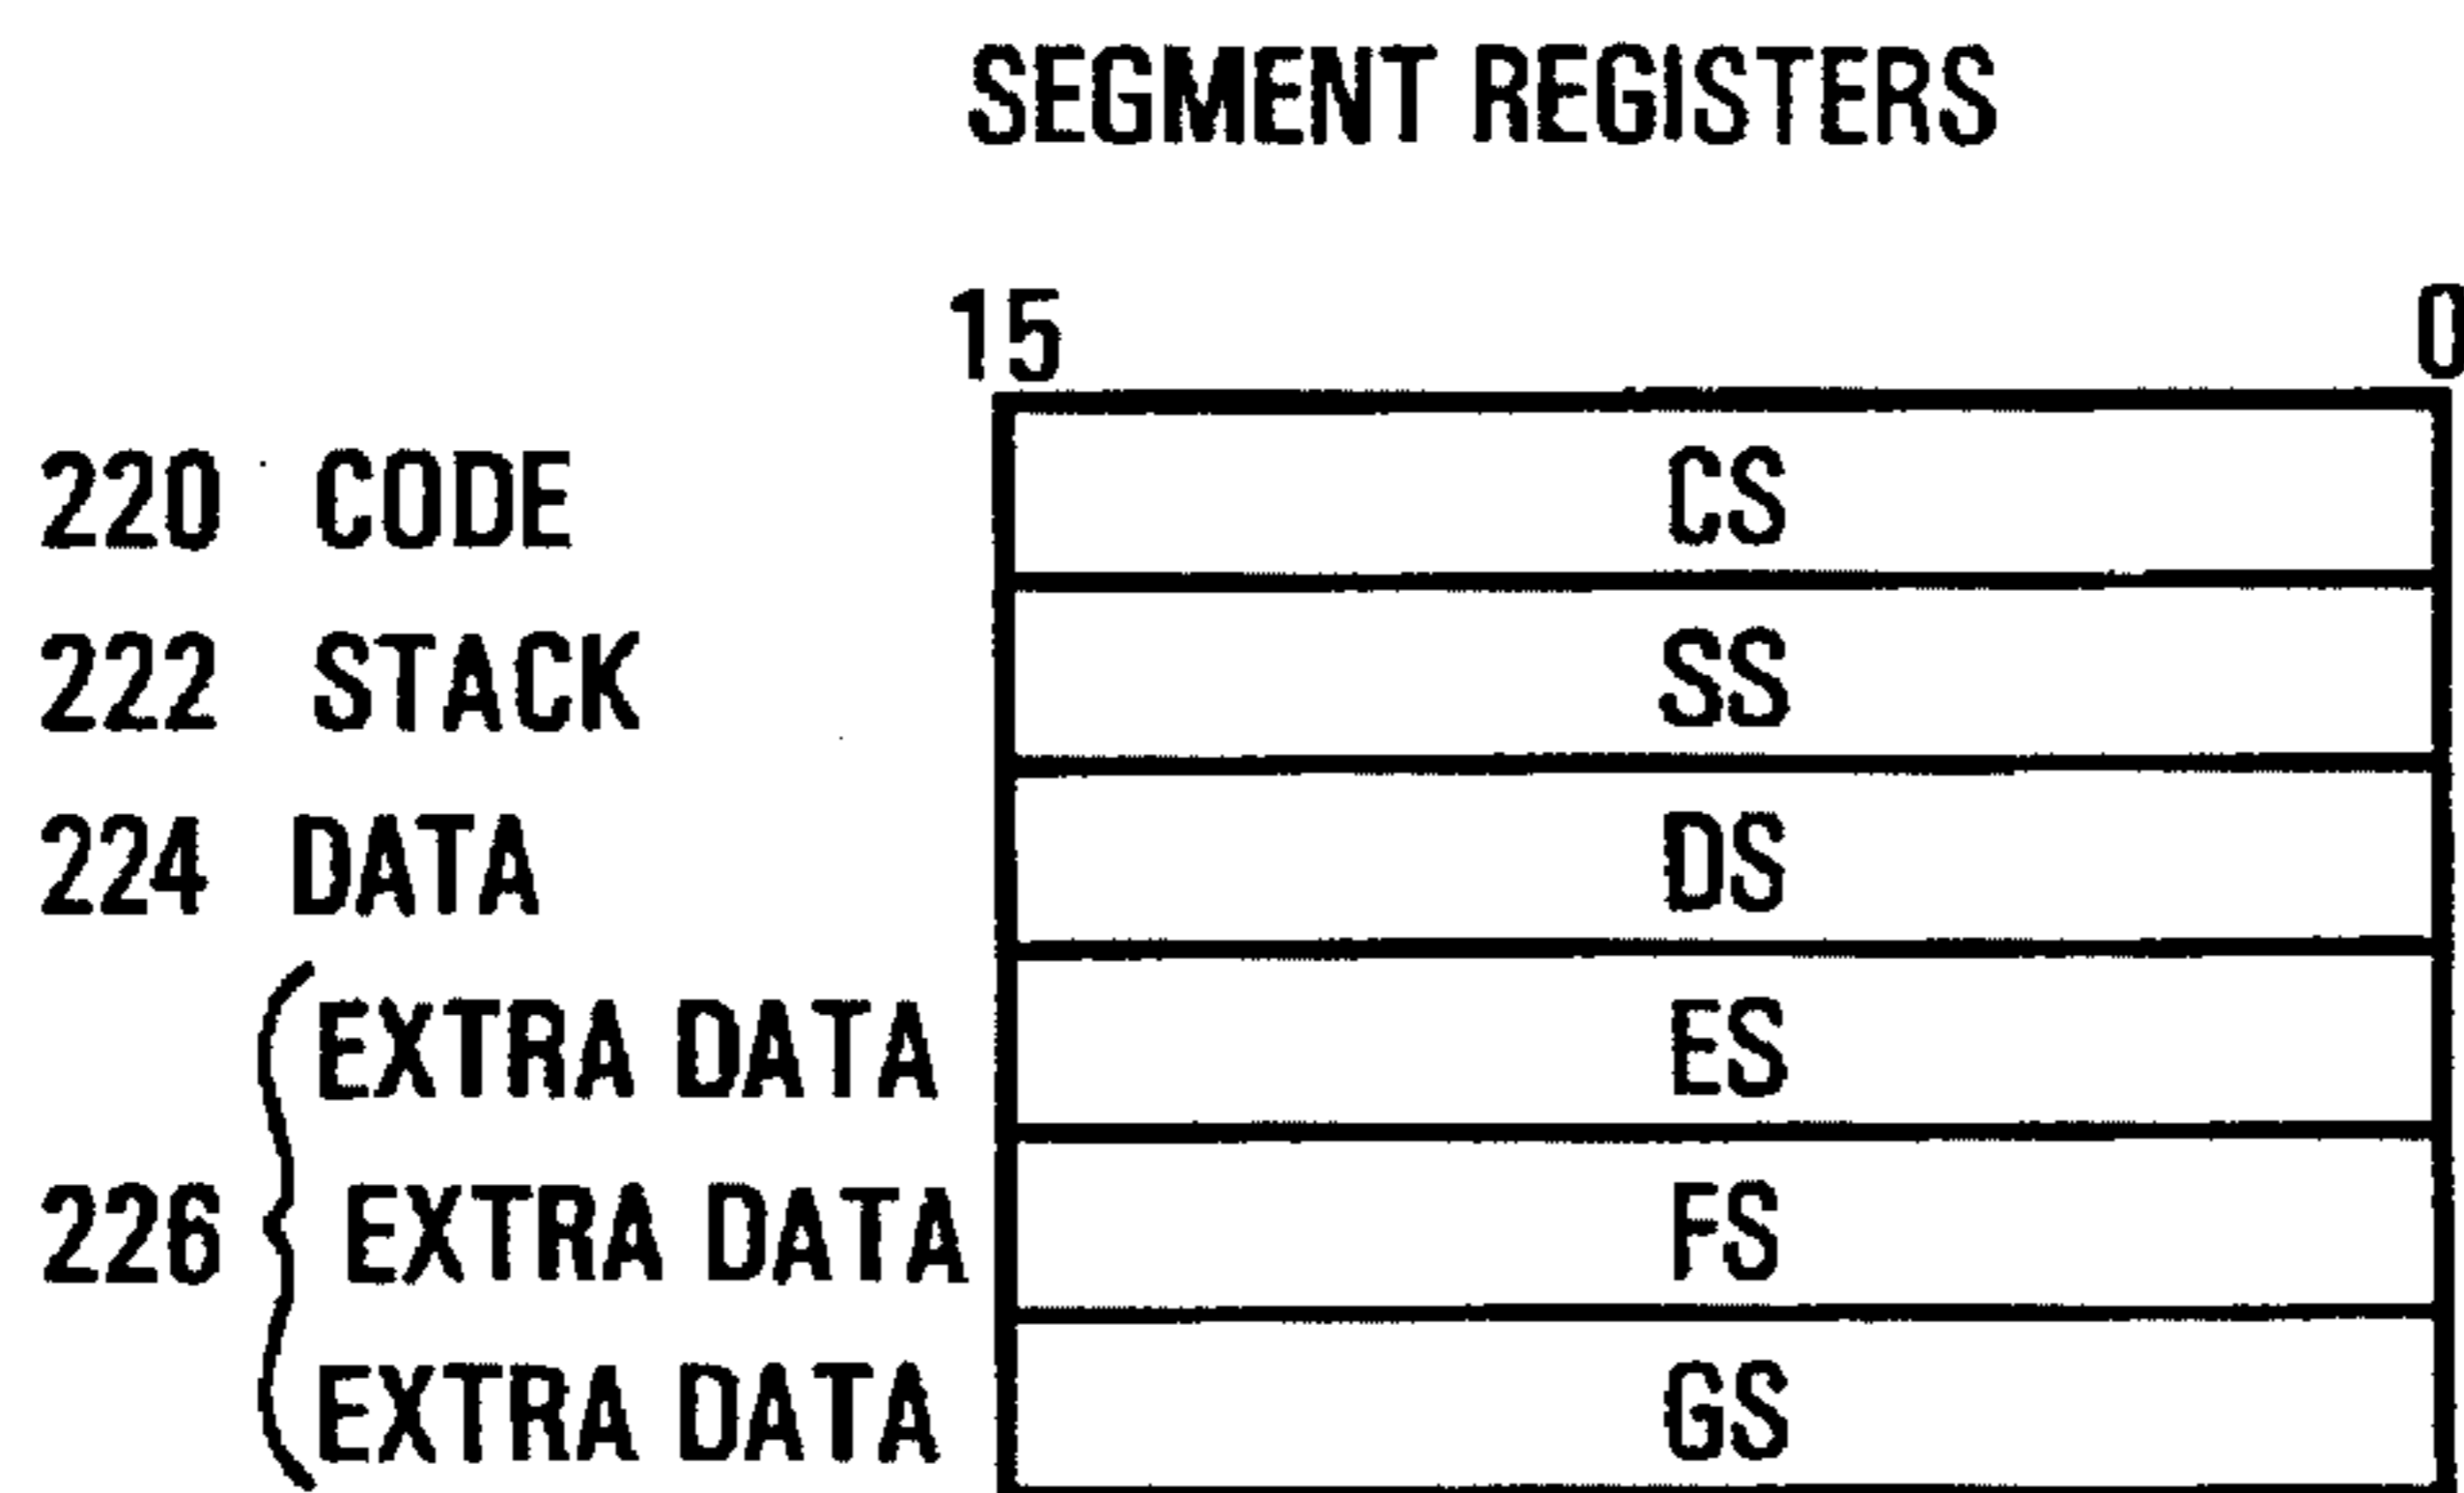 SEGMENT REGISTERS
15 0
220 CODE CS
222 STACK SS
224 DATA DS
EXTRA DATA ES
226 EXTRA DATA FS
EXTRA DATA GS